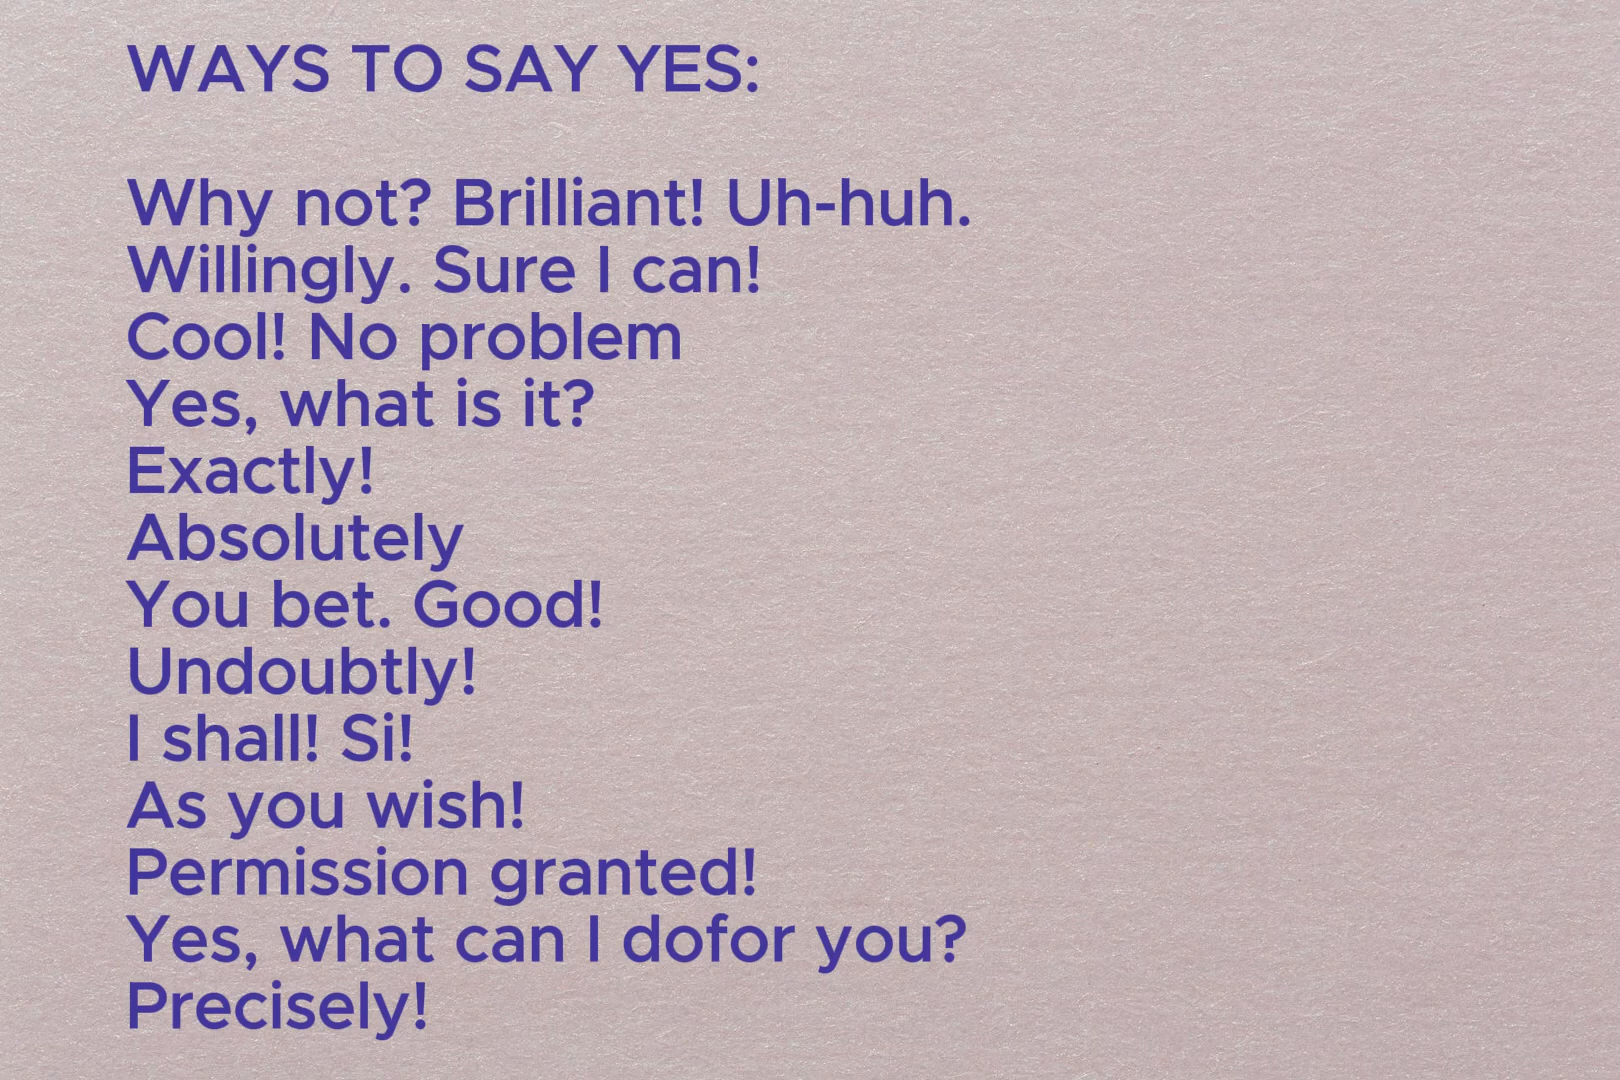 WAYS TO SAY YES:
Why not? Brilliant! Uh-huh.
Willingly. Sure I can!
Cool! No problem
Yes, what is it?
Exactly!
Absolutely
You bet. Good!
Undoubtly!
I shall! Si!
As you wish!
Permission granted!
Yes, what can I dofor you?
Precisely!